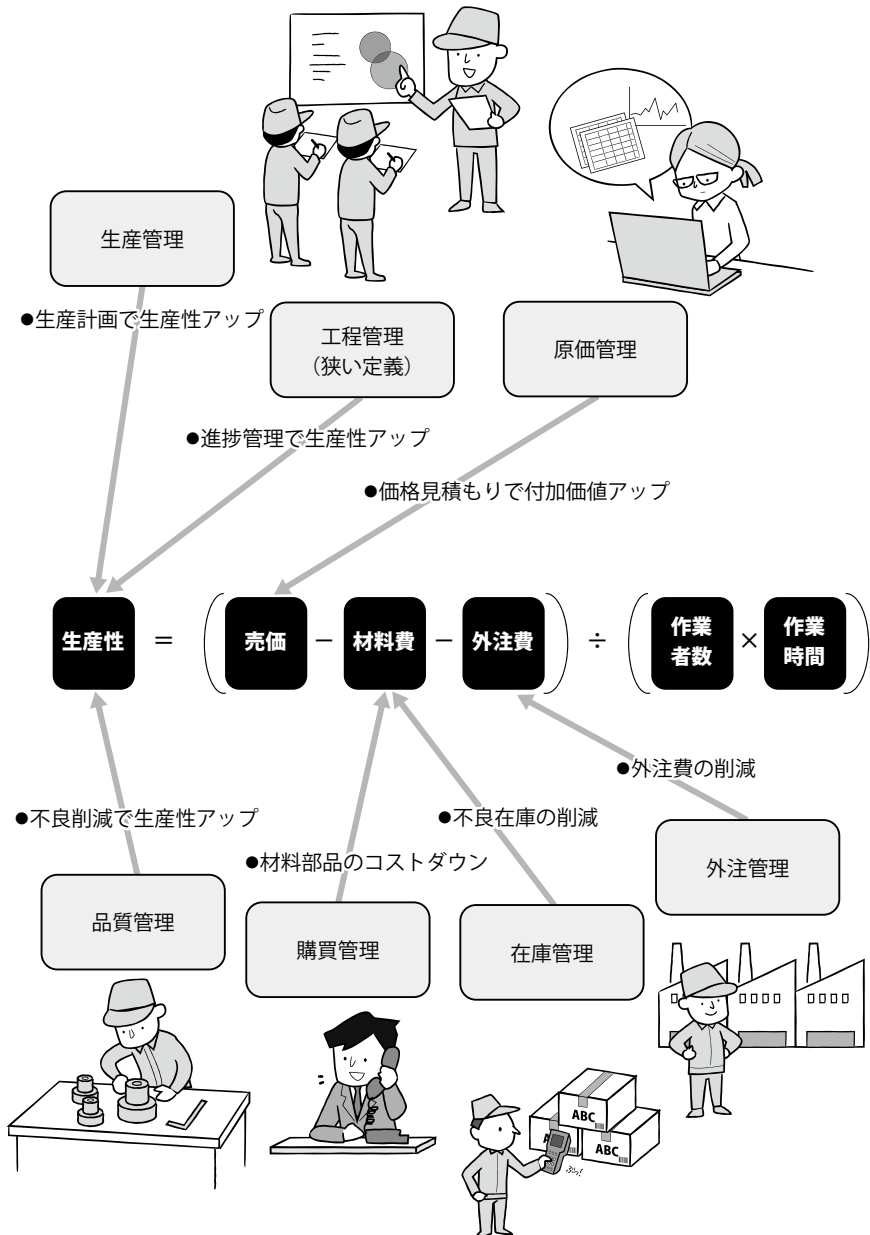 生産管理
●生産計画で生産性アップ
工程管理
（狭い定義）
原価管理
●進捗管理で生産性アップ
●価格見積もりで付加価値アップ
生産性 ＝ （ 売価 － 材料費 － 外注費 ） ÷ （ 作業者数 × 作業時間 ）
●外注費の削減
●不良削減で生産性アップ
●不良在庫の削減
●材料部品のコストダウン
外注管理
品質管理
購買管理
在庫管理
ABC
ABC
A
ぷっ!